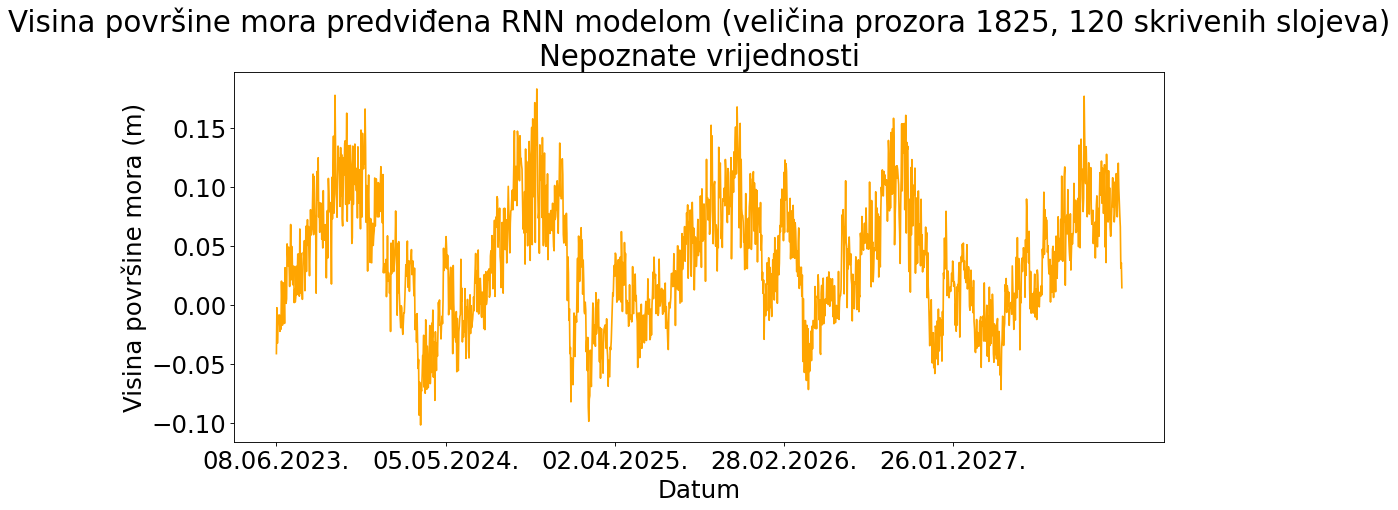 Visina površine mora predviđena RNN modelom (veličina prozora 1825, 120 skrivenih slojeva)
Nepoznate vrijednosti
Visina površine mora (m)
0.15
0.10
0.05
0.00
−0.05
−0.10
08.06.2023. 05.05.2024. 02.04.2025. 28.02.2026. 26.01.2027.
Datum